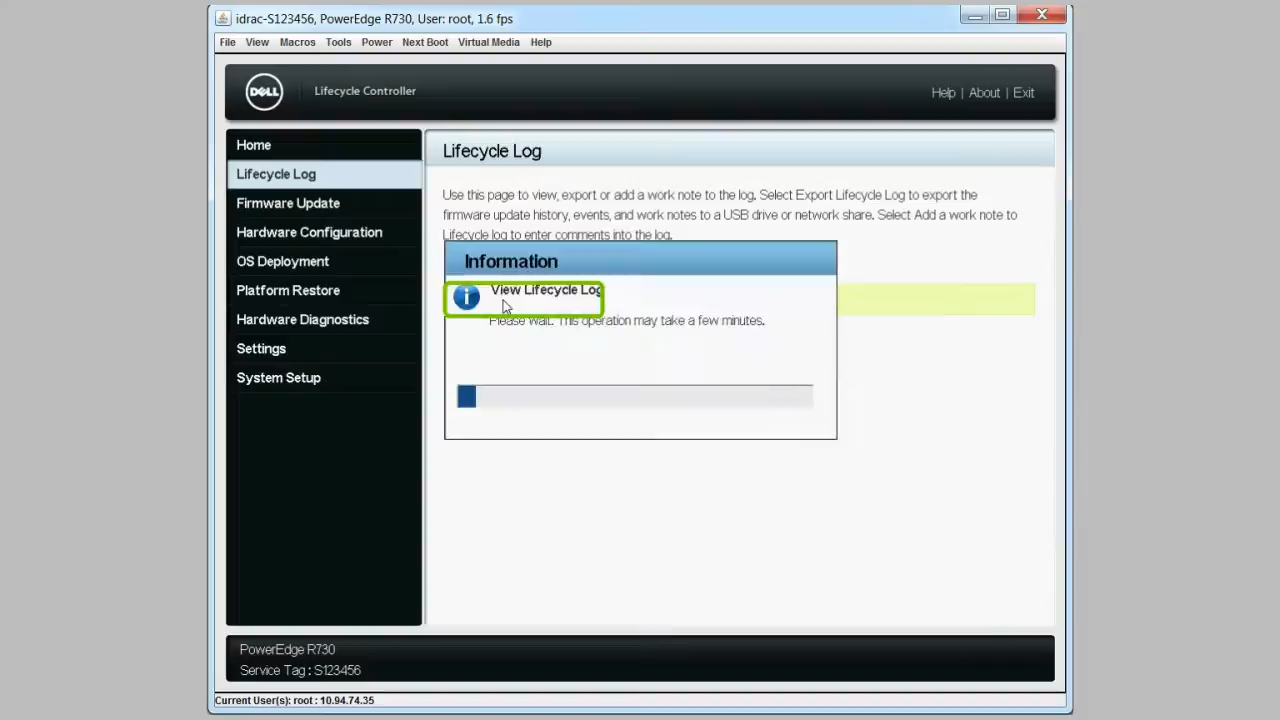 idrac-S123456, PowerEdge R730, User: root, 1.6 fps
File View Macros Tools Power Next Boot Virtual Media Help
DELL Lifecycle Controller Help | About | Exit
Home
Lifecycle Log
Firmware Update
Hardware Configuration
OS Deployment
Platform Restore
Hardware Diagnostics
Settings
System Setup
Lifecycle Log
Use this page to view, export or add a work note to the log. Select Export Lifecycle Log to export the
firmware update history, events, and work notes to a USB drive or network share. Select Add a work note to
Lifecycle log to enter comments into the log.
Information
View Lifecycle Log
Please wait. This operation may take a few minutes.
PowerEdge R730
Service Tag : S123456
Current User(s): root : 10.94.74.35